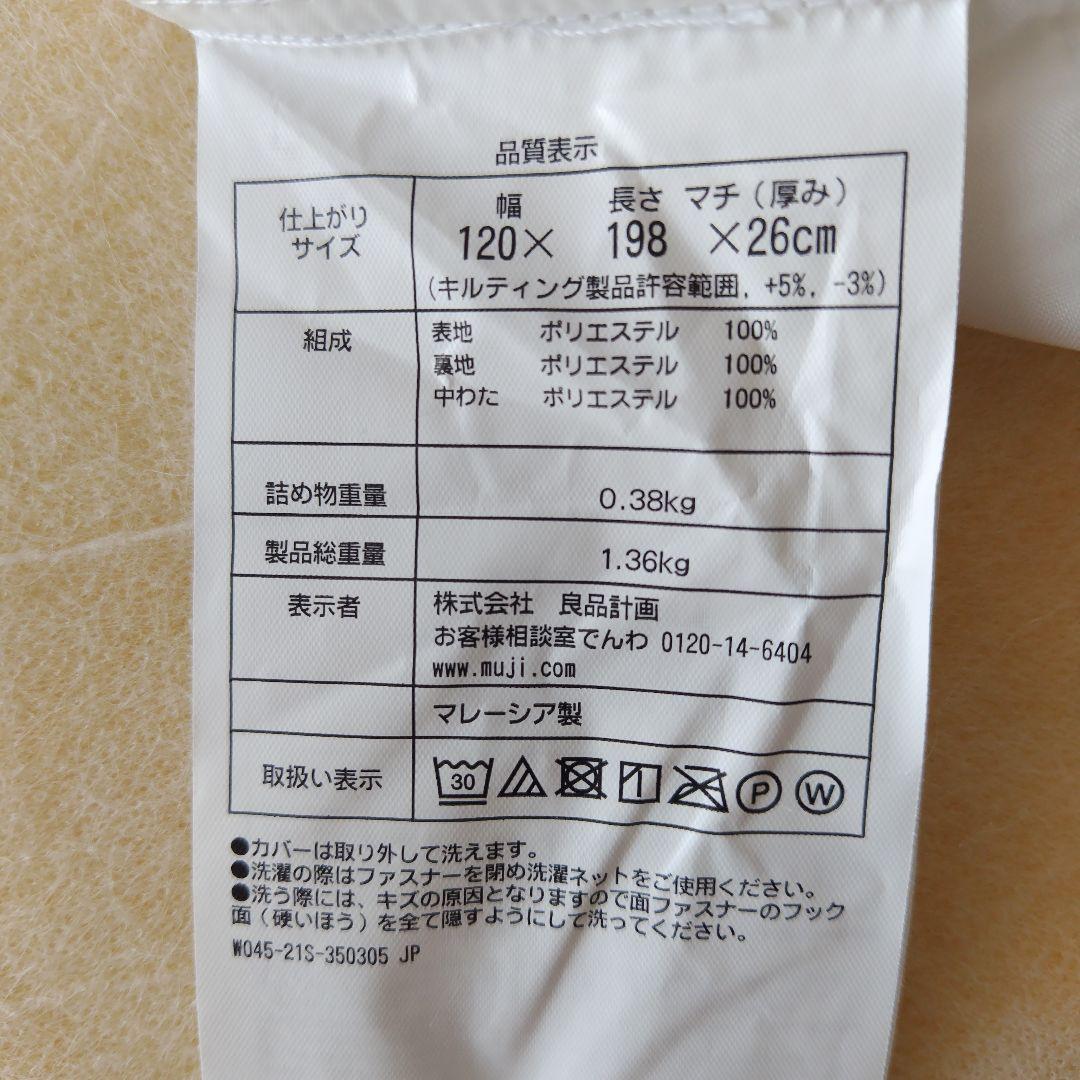 品質表示
仕上がりサイズ
幅 長さ マチ(厚み)
120× 198 ×26cm
(キルティング製品許容範囲, +5%, -3%)
組成
表地 ポリエステル 100%
裏地 ポリエステル 100%
中わた ポリエステル 100%
詰め物重量 0.38kg
製品総重量 1.36kg
表示者 株式会社 良品計画
お客様相談室でんわ 0120-14-6404
www.muji.com
マレーシア製
取扱い表示 30 P W
●カバーは取り外して洗えます。
●洗濯の際はファスナーを閉め洗濯ネットをご使用ください。
●洗う際には、キズの原因となりますので面ファスナーのフック
面(硬いほう)を全て隠すようにして洗ってください。
W045-21S-350305 JP